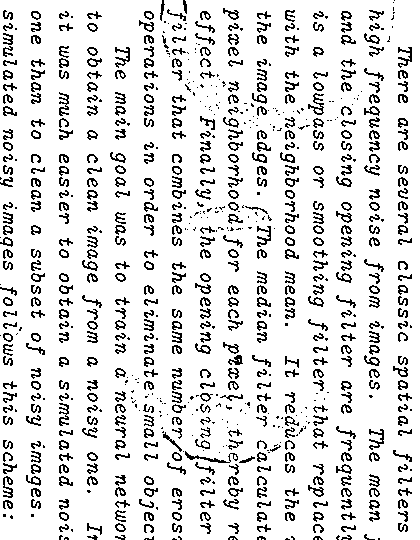 There are several classic spatial filters
high frequency noise from images. The mean
and the closing opening filter are frequently
is a lowpass or smoothing filter that replace
with the neighborhood mean. It reduces the
the image edges. The median filter calculate
pixel neighborhood for each pixel, thereby re
effect. Finally, the opening closing filter
filter that combines the same number of eros
operations in order to eliminate small objec
The main goal was to train a neural networ
to obtain a clean image from a noisy one. In
it was much easier to obtain a simulated nois
one than to clean a subset of noisy images.
simulated noisy images follows this scheme: